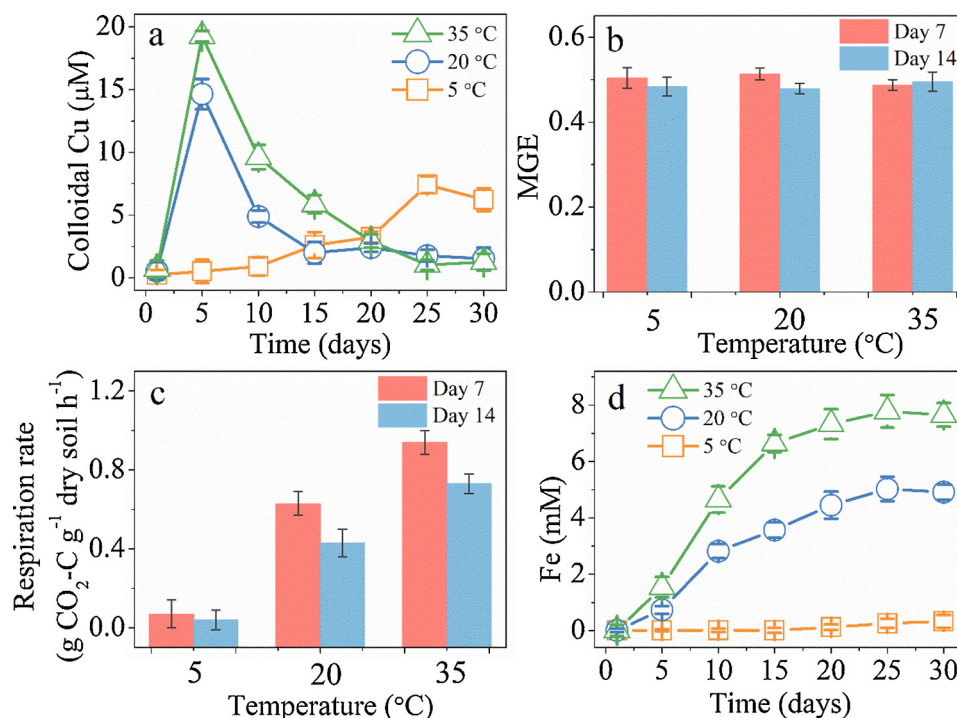 a
35 °C
20 °C
5 °C
Colloidal Cu (μM)
20
15
10
5
0
0 5 10 15 20 25 30
Time (days)
b
Day 7
Day 14
MGE
0.6
0.4
0.2
0.0
5 20 35
Temperature (°C)
c
Day 7
Day 14
Respiration rate
(g CO₂-C g⁻¹ dry soil h⁻¹)
1.2
0.8
0.4
0.0
5 20 35
Temperature (°C)
d
35 °C
20 °C
5 °C
Fe (mM)
8
6
4
2
0
0 5 10 15 20 25 30
Time (days)